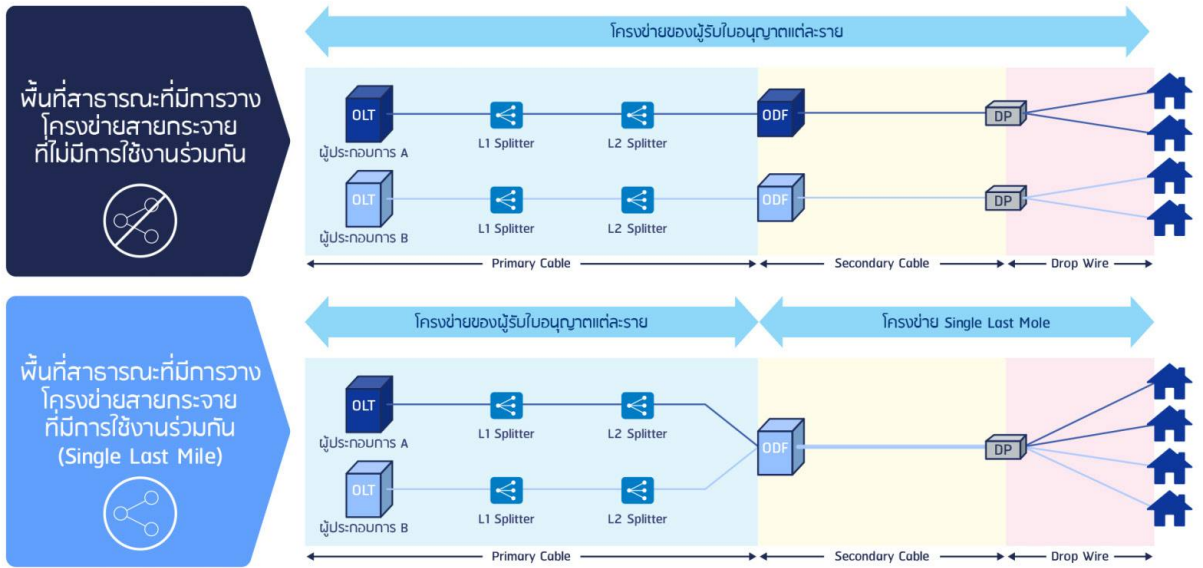 พื้นที่สาธารณะที่มีการวาง
โครงข่ายสายกระจาย
ที่ไม่มีการใช้งานร่วมกัน
โครงข่ายของผู้รับใบอนุญาตแต่ละราย
OLT
ผู้ประกอบการ A
L1 Splitter
L2 Splitter
ODF
DP
OLT
ผู้ประกอบการ B
L1 Splitter
L2 Splitter
ODF
DP
Primary Cable
Secondary Cable
Drop Wire
พื้นที่สาธารณะที่มีการวาง
โครงข่ายสายกระจาย
ที่มีการใช้งานร่วมกัน
(Single Last Mile)
โครงข่ายของผู้รับใบอนุญาตแต่ละราย
โครงข่าย Single Last Mole
OLT
ผู้ประกอบการ A
L1 Splitter
L2 Splitter
ODF
DP
OLT
ผู้ประกอบการ B
L1 Splitter
L2 Splitter
Primary Cable
Secondary Cable
Drop Wire